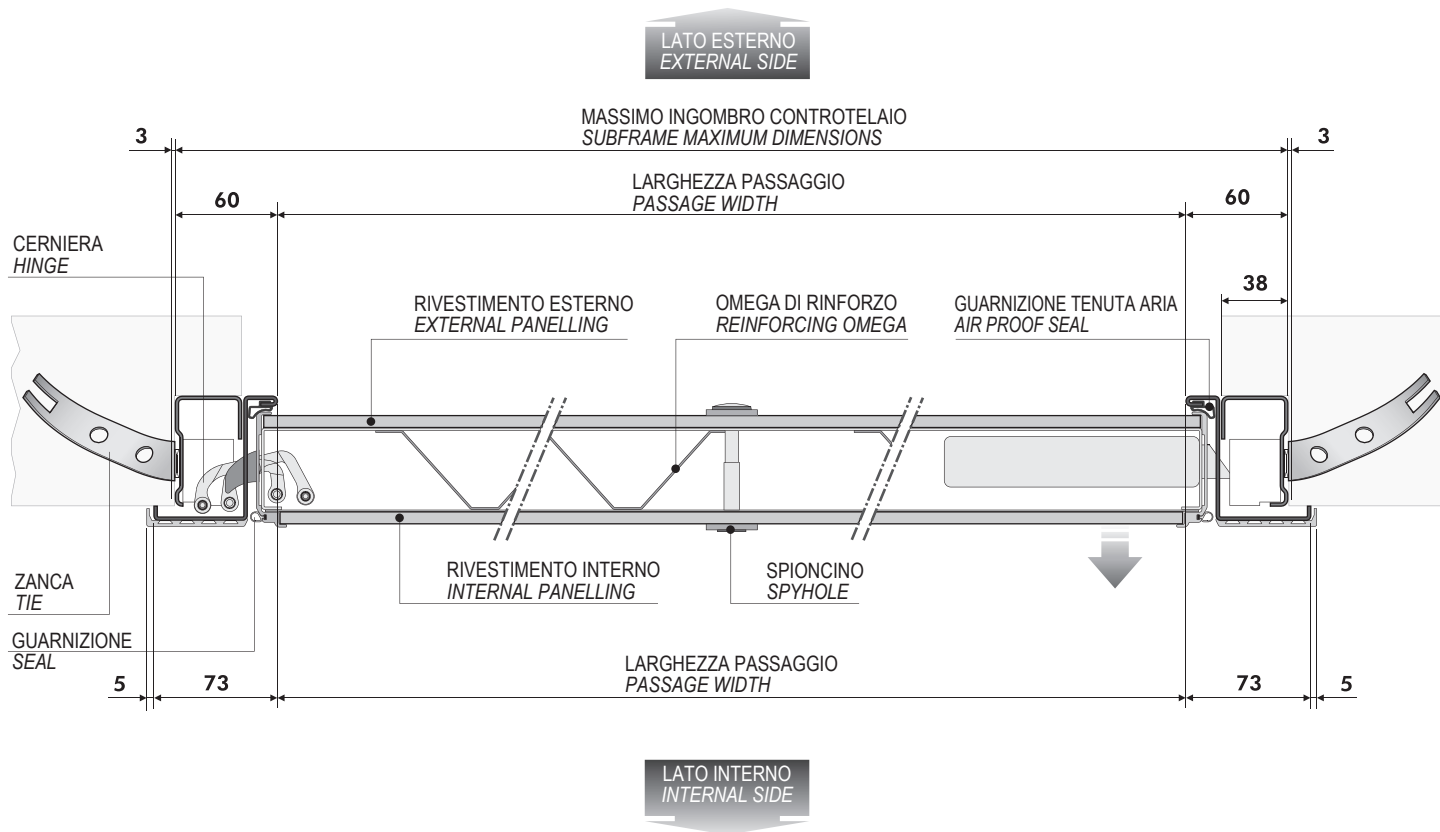 LATO ESTERNO
EXTERNAL SIDE
MASSIMO INGOMBRO CONTROTELAIO
SUBFRAME MAXIMUM DIMENSIONS
3
3
LARGHEZZA PASSAGGIO
PASSAGE WIDTH
60
60
CERNIERA
HINGE
38
RIVESTIMENTO ESTERNO
EXTERNAL PANELLING
OMEGA DI RINFORZO
REINFORCING OMEGA
GUARNIZIONE TENUTA ARIA
AIR PROOF SEAL
RIVESTIMENTO INTERNO
INTERNAL PANELLING
SPIONCINO
SPYHOLE
ZANCA
TIE
GUARNIZIONE
SEAL
LARGHEZZA PASSAGGIO
PASSAGE WIDTH
5
73
73
5
LATO INTERNO
INTERNAL SIDE